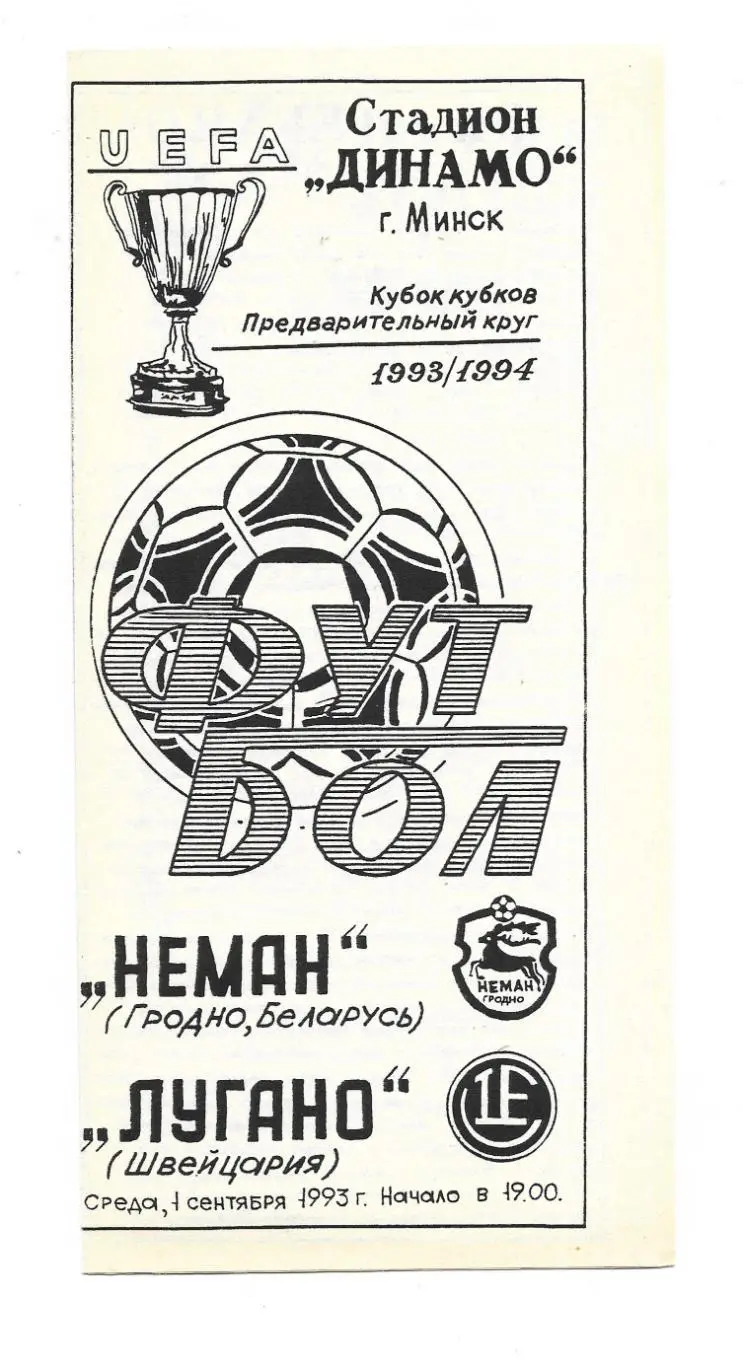 UEFA
Стадион
„ДИНАМО“
г. Минск
Кубок кубков
Предварительный круг
1993/1994
ФУТ
БОЛ
„НЕМАН“
(Гродно, Беларусь)
НЕМАН
ГРОДНО
„ЛУГАНО“
(Швейцария)
Среда, 1 сентября 1993 г. Начало в 19.00.